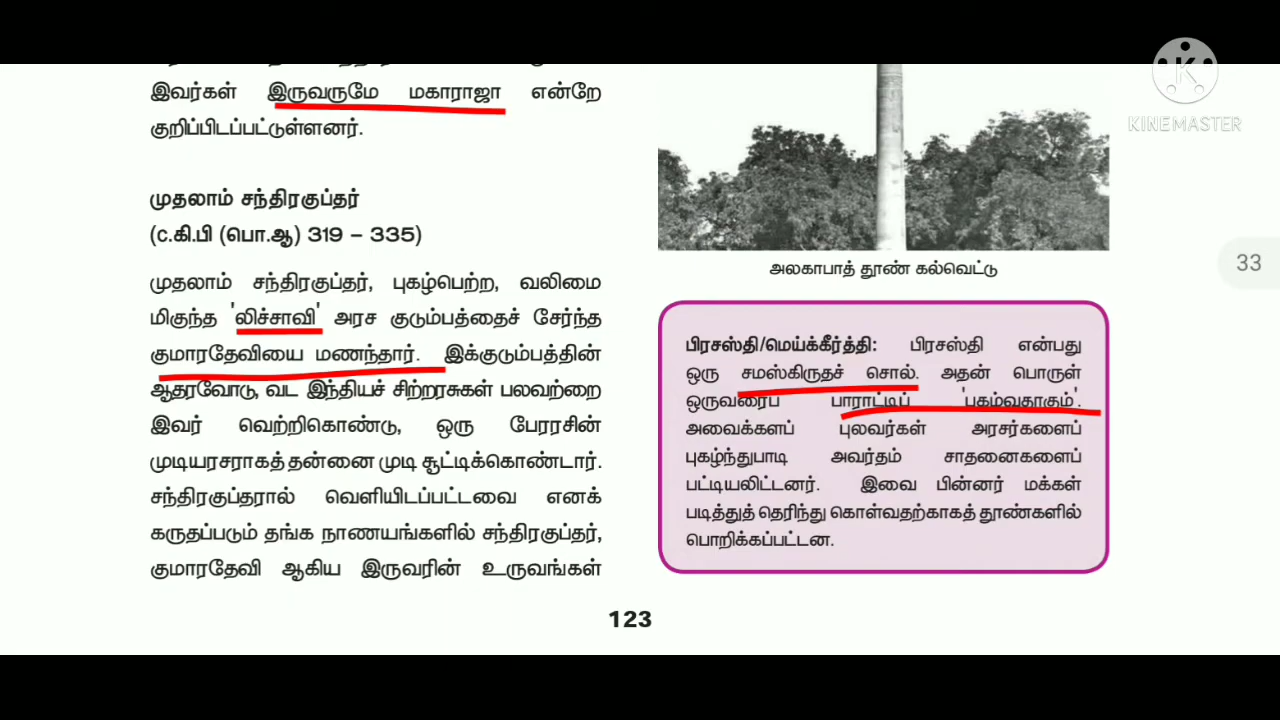 இவர்கள் இருவருமே மகாராஜா என்றே
குறிப்பிடப்பட்டுள்ளனர்.
முதலாம் சந்திரகுப்தர்
(c.கி.பி (பொ.ஆ) 319 – 335)
முதலாம் சந்திரகுப்தர், புகழ்பெற்ற, வலிமை
மிகுந்த 'லிச்சாவி' அரச குடும்பத்தைச் சேர்ந்த
குமாரதேவியை மணந்தார். இக்குடும்பத்தின்
ஆதரவோடு, வட இந்தியச் சிற்றரசுகள் பலவற்றை
இவர் வெற்றிகொண்டு, ஒரு பேரரசின்
முடியரசராகத் தன்னை முடி சூட்டிக்கொண்டார்.
சந்திரகுப்தரால் வெளியிடப்பட்டவை எனக்
கருதப்படும் தங்க நாணயங்களில் சந்திரகுப்தர்,
குமாரதேவி ஆகிய இருவரின் உருவங்கள்
அலகாபாத் தூண் கல்வெட்டு
பிரசஸ்தி/மெய்க்கீர்த்தி: பிரசஸ்தி என்பது
ஒரு சமஸ்கிருதச் சொல். அதன் பொருள்
ஒருவரைப் பாராட்டிப் 'புகழ்வதாகும்'.
அவைக்களப் புலவர்கள் அரசர்களைப்
புகழ்ந்துபாடி அவர்தம் சாதனைகளைப்
பட்டியலிட்டனர். இவை பின்னர் மக்கள்
படித்துத் தெரிந்து கொள்வதற்காகத் தூண்களில்
பொறிக்கப்பட்டன.
123
33
K
KINEMASTER